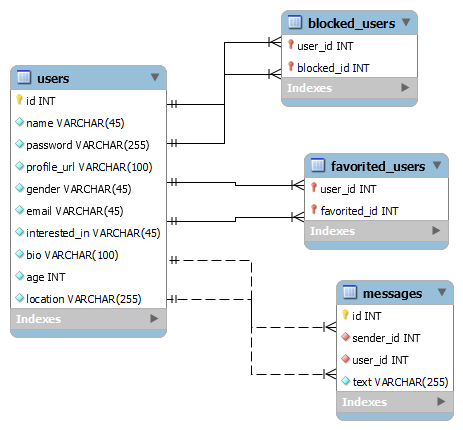 blocked_users
user_id INT
blocked_id INT
Indexes
users
id INT
name VARCHAR(45)
password VARCHAR(255)
profile_url VARCHAR(100)
gender VARCHAR(45)
email VARCHAR(45)
interested_in VARCHAR(45)
bio VARCHAR(100)
age INT
location VARCHAR(255)
Indexes
favorited_users
user_id INT
favorited_id INT
Indexes
messages
id INT
sender_id INT
user_id INT
text VARCHAR(255)
Indexes